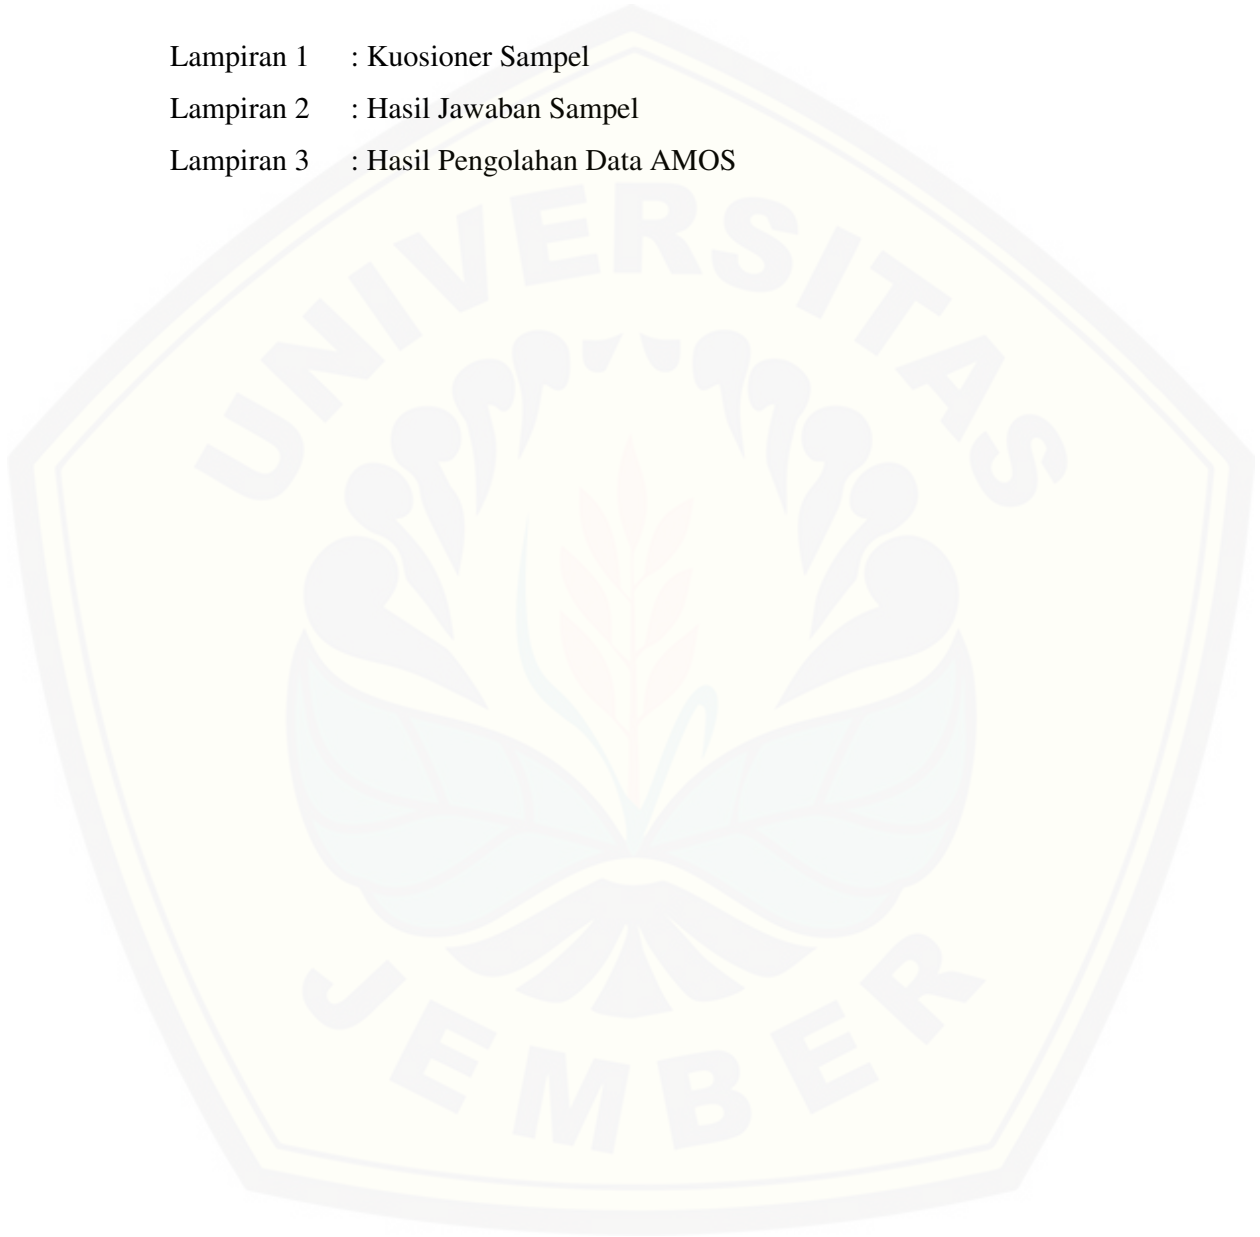 Lampiran 1 : Kuosioner Sampel
Lampiran 2 : Hasil Jawaban Sampel
Lampiran 3 : Hasil Pengolahan Data AMOS
UNIVERSITAS
JEMBER